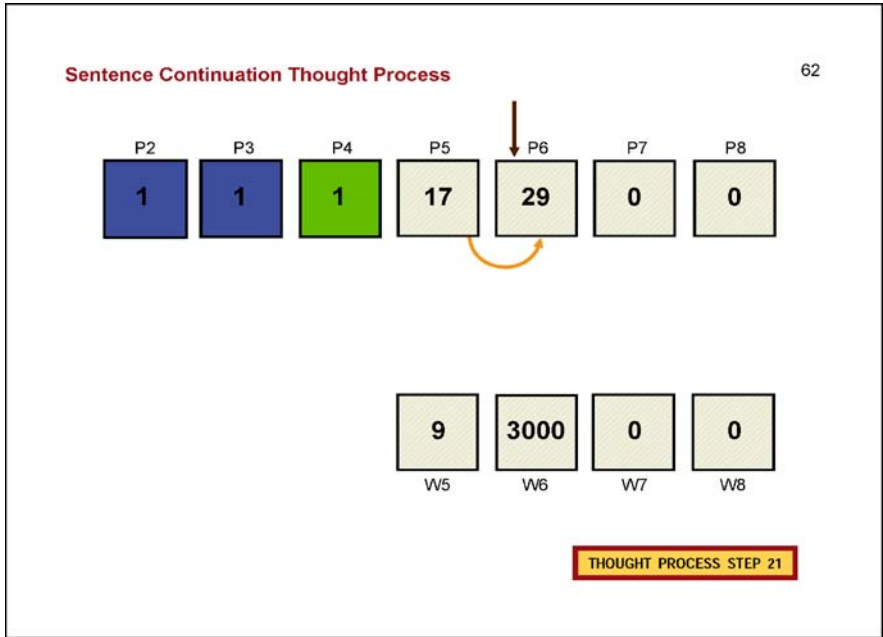 Sentence Continuation Thought Process
62
P2 P3 P4 P5 P6 P7 P8
1 1 1 17 29 0 0
9 3000 0 0
W5 W6 W7 W8
THOUGHT PROCESS STEP 21